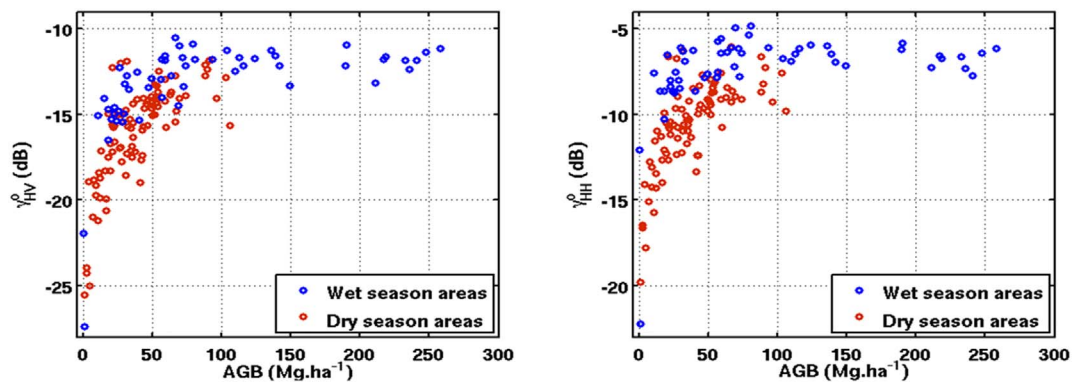 -10
-15
-20
-25
γ⁰HV (dB)
0 50 100 150 200 250 300
AGB (Mg.ha⁻¹)
Wet season areas
Dry season areas
-5
-10
-15
-20
γ⁰HH (dB)
0 50 100 150 200 250 300
AGB (Mg.ha⁻¹)
Wet season areas
Dry season areas